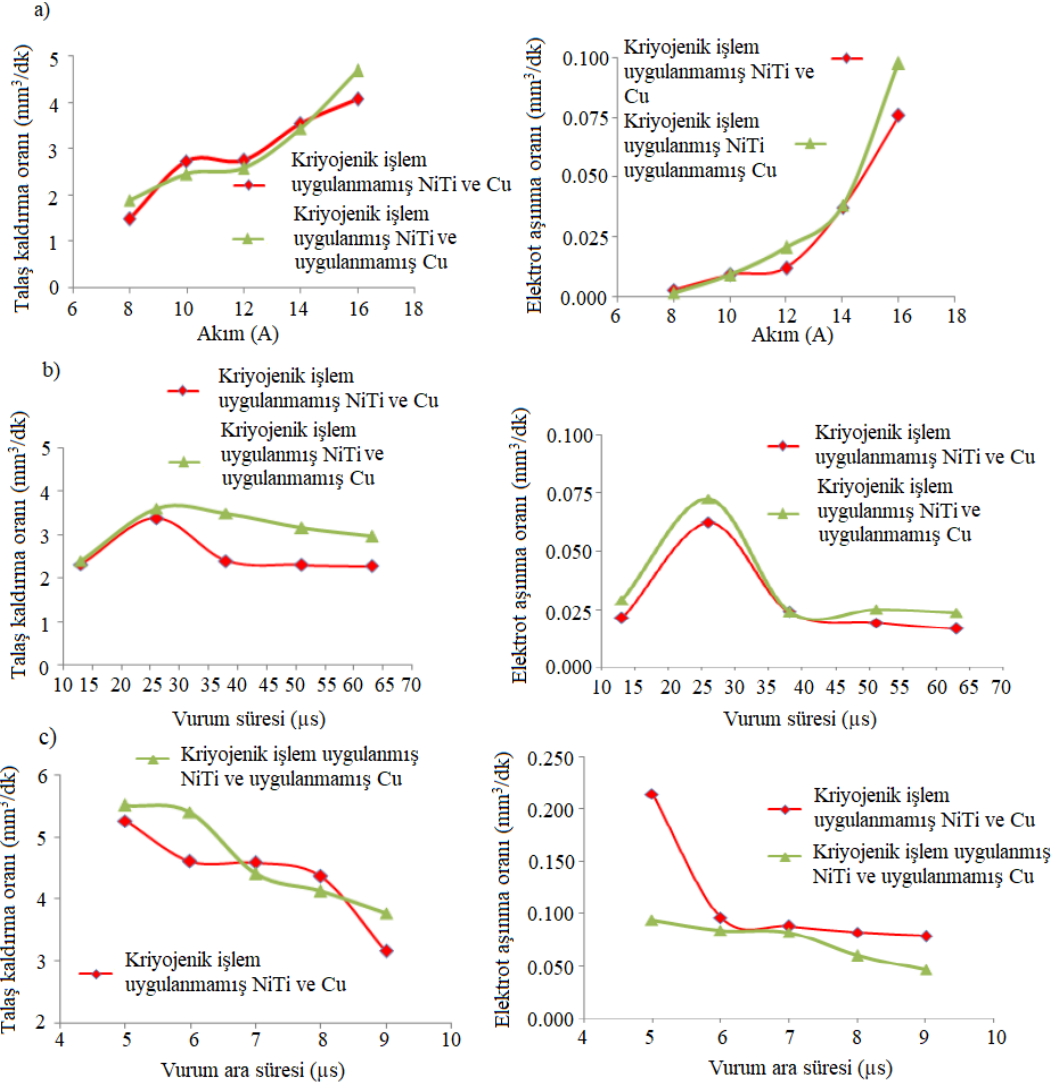 a)
Talaş kaldırma oranı (mm³/dk)
5
4
3
2
1
0
Kriyojenik işlem
uygulanmamış NiTi ve Cu
Kriyojenik işlem
uygulanmış NiTi ve
uygulanmamış Cu
6 8 10 12 14 16 18
Akım (A)
Elektrot aşınma oranı (mm³/dk)
0.100
0.075
0.050
0.025
0.000
Kriyojenik işlem
uygulanmamış NiTi ve
Cu
Kriyojenik işlem
uygulanmış NiTi
uygulanmamış Cu
6 8 10 12 14 16 18
Akım (A)
b)
Kriyojenik işlem
uygulanmamış NiTi ve Cu
Kriyojenik işlem
uygulanmış NiTi ve
uygulanmamış Cu
Talaş kaldırma oranı (mm³/dk)
5
4
3
2
1
0
10 15 20 25 30 35 40 45 50 55 60 65 70
Vurum süresi (µs)
Elektrot aşınma oranı (mm³/dk)
0.100
0.075
0.050
0.025
0.000
Kriyojenik işlem
uygulanmamış NiTi ve Cu
Kriyojenik işlem
uygulanmış NiTi ve
uygulanmamış Cu
10 15 20 25 30 35 40 45 50 55 60 65 70
Vurum süresi (µs)
c)
Kriyojenik işlem uygulanmış
NiTi ve uygulanmamış Cu
Talaş kaldırma oranı (mm³/dk)
6
5
4
3
2
Kriyojenik işlem
uygulanmamış NiTi ve Cu
4 5 6 7 8 9 10
Vurum ara süresi (µs)
Elektrot aşınma oranı (mm³/dk)
0.250
0.200
0.150
0.100
0.050
0.000
Kriyojenik işlem
uygulanmamış NiTi ve Cu
Kriyojenik işlem uygulanmış
NiTi ve uygulanmamış Cu
4 5 6 7 8 9 10
Vurum ara süresi (µs)